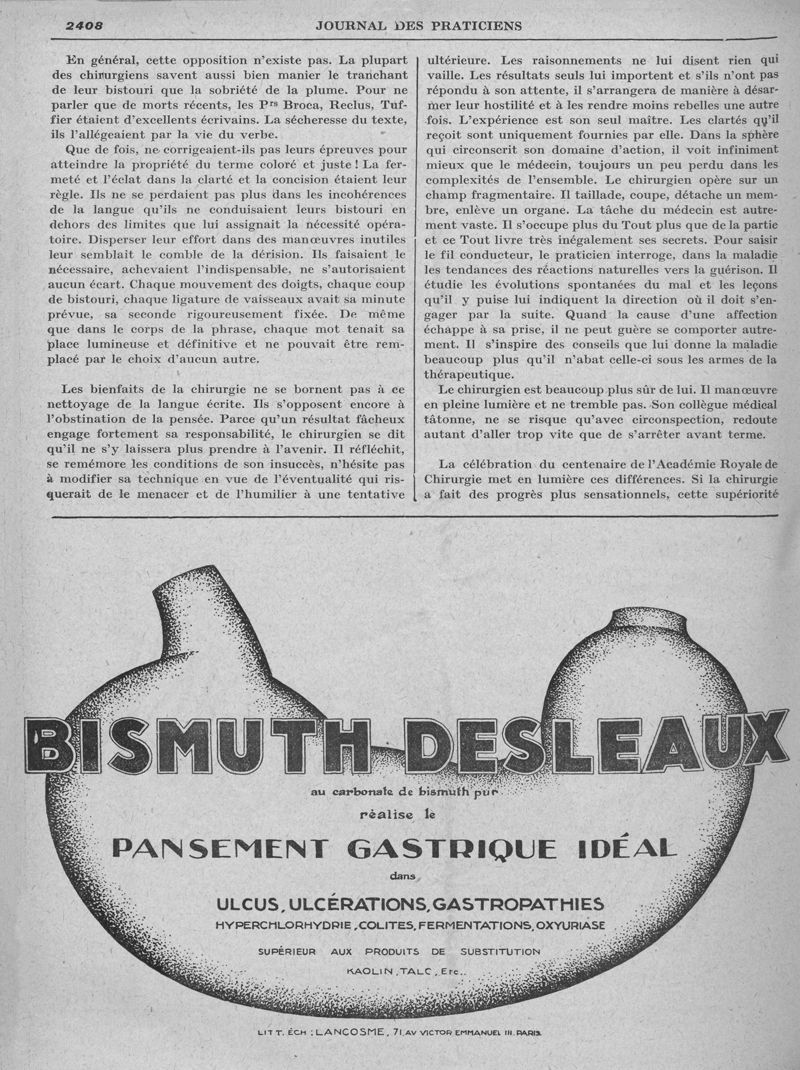 2408
JOURNAL DES PRATICIENS
En général, cette opposition n'existe pas. La plupart
des chirurgiens savent aussi bien manier le tranchant
de leur bistouri que la sobriété de la plume. Pour ne
parler que de morts récents, les Prs Broca, Reclus, Tuf-
fier étaient d'excellents écrivains. La sécheresse du texte,
ils l'allégeaient par la vie du verbe.
Que de fois, ne corrigeaient-ils pas leurs épreuves pour
atteindre la propriété du terme coloré et juste ! La fer-
meté et l'éclat dans la clarté et la concision étaient leur
règle. Ils ne se perdaient pas plus dans les incohérences
de la langue qu'ils ne conduisaient leurs bistouri en
dehors des limites que lui assignait la nécessité opéra-
toire. Disperser leur effort dans des manœuvres inutiles
leur semblait le comble de la dérision. Ils faisaient le
nécessaire, achevaient l'indispensable, ne s'autorisaient
aucun écart. Chaque mouvement des doigts, chaque coup
de bistouri, chaque ligature de vaisseaux avait sa minute
prévue, sa seconde rigoureusement fixée. De même
que dans le corps de la phrase, chaque mot tenait sa
place lumineuse et définitive et ne pouvait être rem-
placé par le choix d'aucun autre.
Les bienfaits de la chirurgie ne se bornent pas à ce
nettoyage de la langue écrite. Ils s'opposent encore à
l'obstination de la pensée. Parce qu'un résultat fâcheux
engage fortement sa responsabilité, le chirurgien se dit
qu'il ne s'y laissera plus prendre à l'avenir. Il réfléchit,
se remémore les conditions de son insuccès, n'hésite pas
à modifier sa technique en vue de l'éventualité qui ris-
querait de le menacer et de l'humilier à une tentative
ultérieure. Les raisonnements ne lui disent rien qui
vaille. Les résultats seuls lui importent et s'ils n'ont pas
répondu à son attente, il s'arrangera de manière à désar-
mer leur hostilité et à les rendre moins rebelles une autre
fois. L'expérience est son seul maître. Les clartés qu'il
reçoit sont uniquement fournies par elle. Dans la sphère
qui circonscrit son domaine d'action, il voit infiniment
mieux que le médecin, toujours un peu perdu dans les
complexités de l'ensemble. Le chirurgien opère sur un
champ fragmentaire. Il taillade, coupe, détache un mem-
bre, enlève un organe. La tâche du médecin est autre-
ment vaste. Il s'occupe plus du Tout plus que de la partie
et ce Tout livre très inégalement ses secrets. Pour saisir
le fil conducteur, le praticien interroge, dans la maladie
les tendances des réactions naturelles vers la guérison. Il
étudie les évolutions spontanées du mal et les leçons
qu'il y puise lui indiquent la direction où il doit s'en-
gager par la suite. Quand la cause d'une affection
échappe à sa prise, il ne peut guère se comporter autre-
ment. Il s'inspire des conseils que lui donne la maladie
beaucoup plus qu'il n'abat celle-ci sous les armes de la
thérapeutique.
Le chirurgien est beaucoup plus sûr de lui. Il manœuvre
en pleine lumière et ne tremble pas. Son collègue médical
tâtonne, ne se risque qu'avec circonspection, redoute
autant d'aller trop vite que de s'arrêter avant terme.
La célébration du centenaire de l'Académie Royale de
Chirurgie met en lumière ces différences. Si la chirurgie
a fait des progrès plus sensationnels, cette supériorité
BISMUTH DESLEAUX
au carbonate de bismuth pur
réalise le
PANSEMENT GASTRIQUE IDÉAL
dans
ULCUS, ULCÉRATIONS, GASTROPATHIES
HYPERCHLORHYDRIE, COLITES, FERMENTATIONS, OXYURIASE
SUPÉRIEUR AUX PRODUITS DE SUBSTITUTION
KAOLIN, TALC, Etc..
LITT. ÉCH : LANCOSME, 71, AV VICTOR EMMANUEL III. PARIS